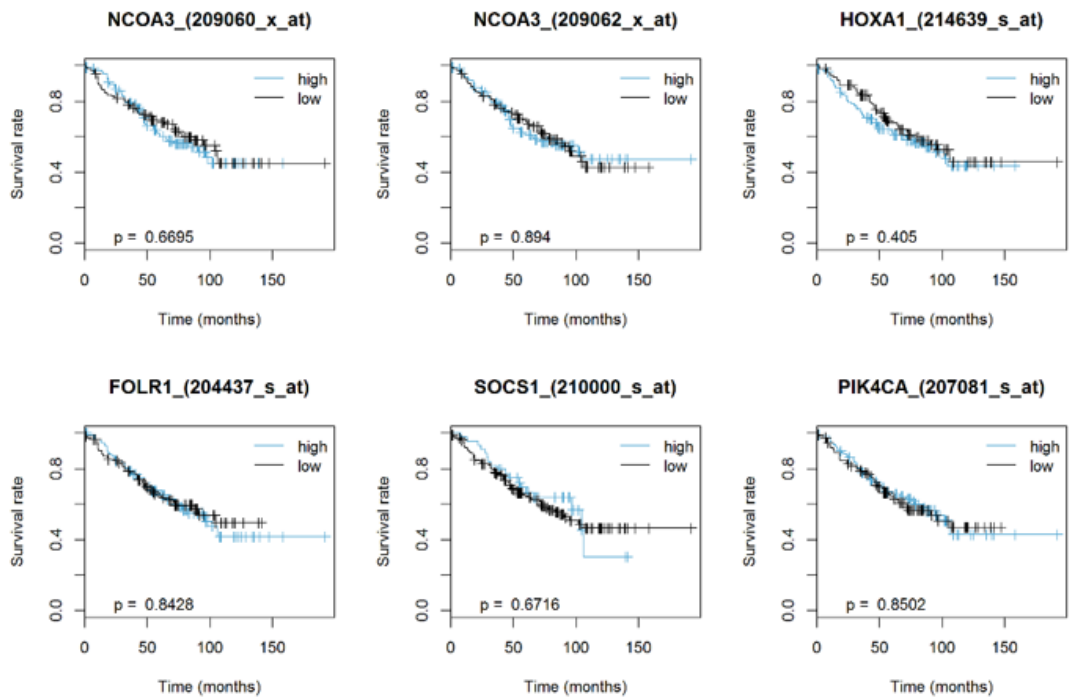 NCOA3_(209060_x_at)
Survival rate
0.0 0.4 0.8
high
low
p = 0.6695
0 50 100 150
Time (months)
NCOA3_(209062_x_at)
Survival rate
0.0 0.4 0.8
high
low
p = 0.894
0 50 100 150
Time (months)
HOXA1_(214639_s_at)
Survival rate
0.0 0.4 0.8
high
low
p = 0.405
0 50 100 150
Time (months)
FOLR1_(204437_s_at)
Survival rate
0.0 0.4 0.8
high
low
p = 0.8428
0 50 100 150
Time (months)
SOCS1_(210000_s_at)
Survival rate
0.0 0.4 0.8
high
low
p = 0.6716
0 50 100 150
Time (months)
PIK4CA_(207081_s_at)
Survival rate
0.0 0.4 0.8
high
low
p = 0.8502
0 50 100 150
Time (months)